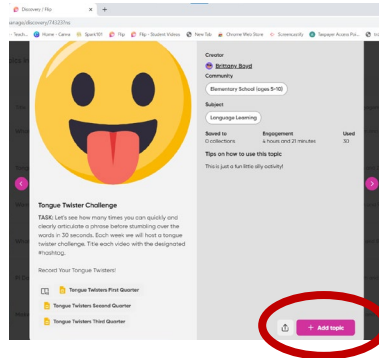 Discovery | Flip
Home - Canva
Flip
Flip - Student Videos
New Tab
Chrome Web Store
Screencastify
Taxpayer Access Poi...
Creator
Brittany Boyd
Community
Elementary School (ages 5-10)
Subject
Language Learning
Saved to
Engagement
Used
0 collections
4 hours and 21 minutes
30
Tips on how to use this topic
This is just a fun little silly activity!
Tongue Twister Challenge
TASK: Let's see how many times you can quickly and
clearly articulate a phrase before stumbling over the
words in 30 seconds. Each week we will host a tongue
twister challenge. Title each video with the designated
#hashtag.
Record Your Tongue Twisters!
Tongue Twisters First Quarter
Tongue Twisters Second Quarter
Tongue Twisters Third Quarter
+ Add topic